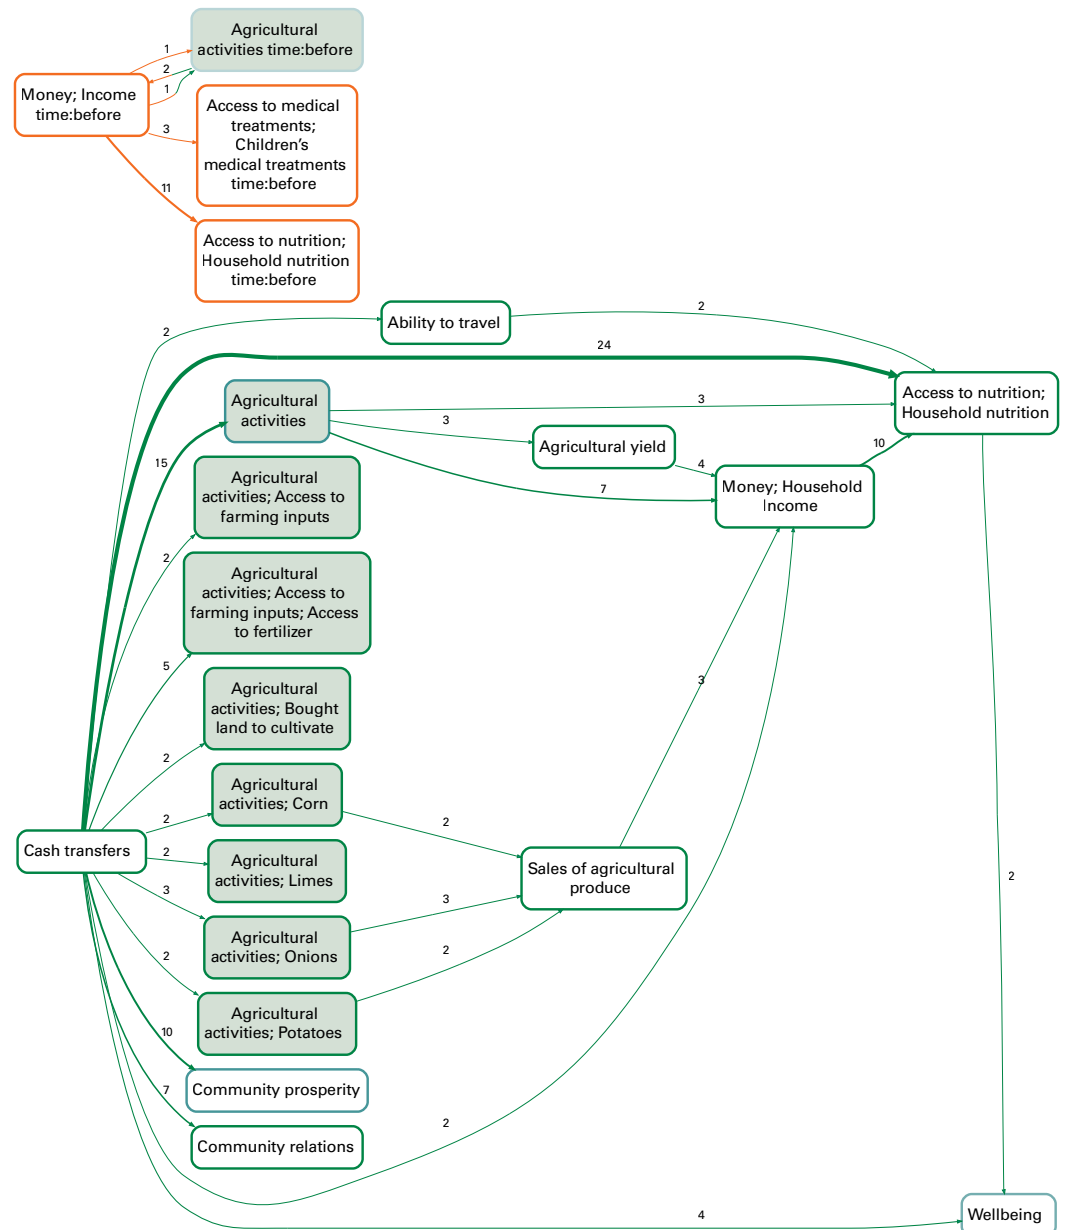 Agricultural
activities time:before
1
2
1
Money; Income
time:before
Access to medical
treatments;
Children's
medical treatments
time:before
3
11
Access to nutrition;
Household nutrition
time:before
Ability to travel
2
2
24
Access to nutrition;
Household nutrition
Agricultural
activities
3
3
Agricultural yield
10
15
4
Agricultural
activities; Access to
farming inputs
Money; Household
Income
7
2
Agricultural
activities; Access to
farming inputs; Access
to fertilizer
5
Agricultural
activities; Bought
land to cultivate
3
2
Agricultural
activities; Corn
2
2
Cash transfers
2
Agricultural
activities; Limes
Sales of agricultural
produce
2
3
3
Agricultural
activities; Onions
2
2
Agricultural
activities; Potatoes
10
Community prosperity
7
2
Community relations
4
Wellbeing